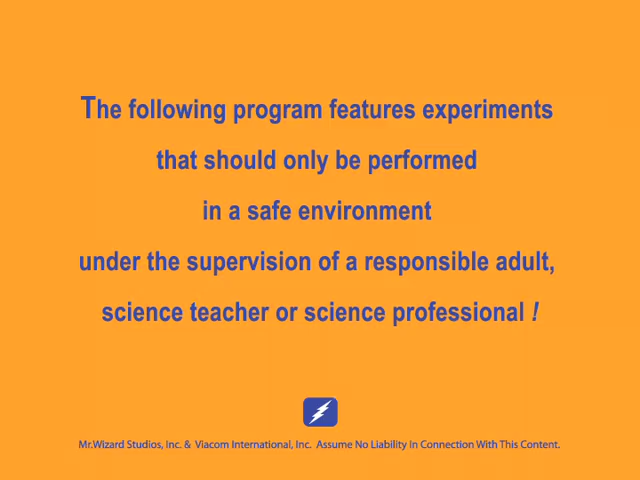 The following program features experiments
that should only be performed
in a safe environment
under the supervision of a responsible adult,
science teacher or science professional !
Mr.Wizard Studios, Inc. & Viacom International, Inc. Assume No Liability In Connection With This Content.